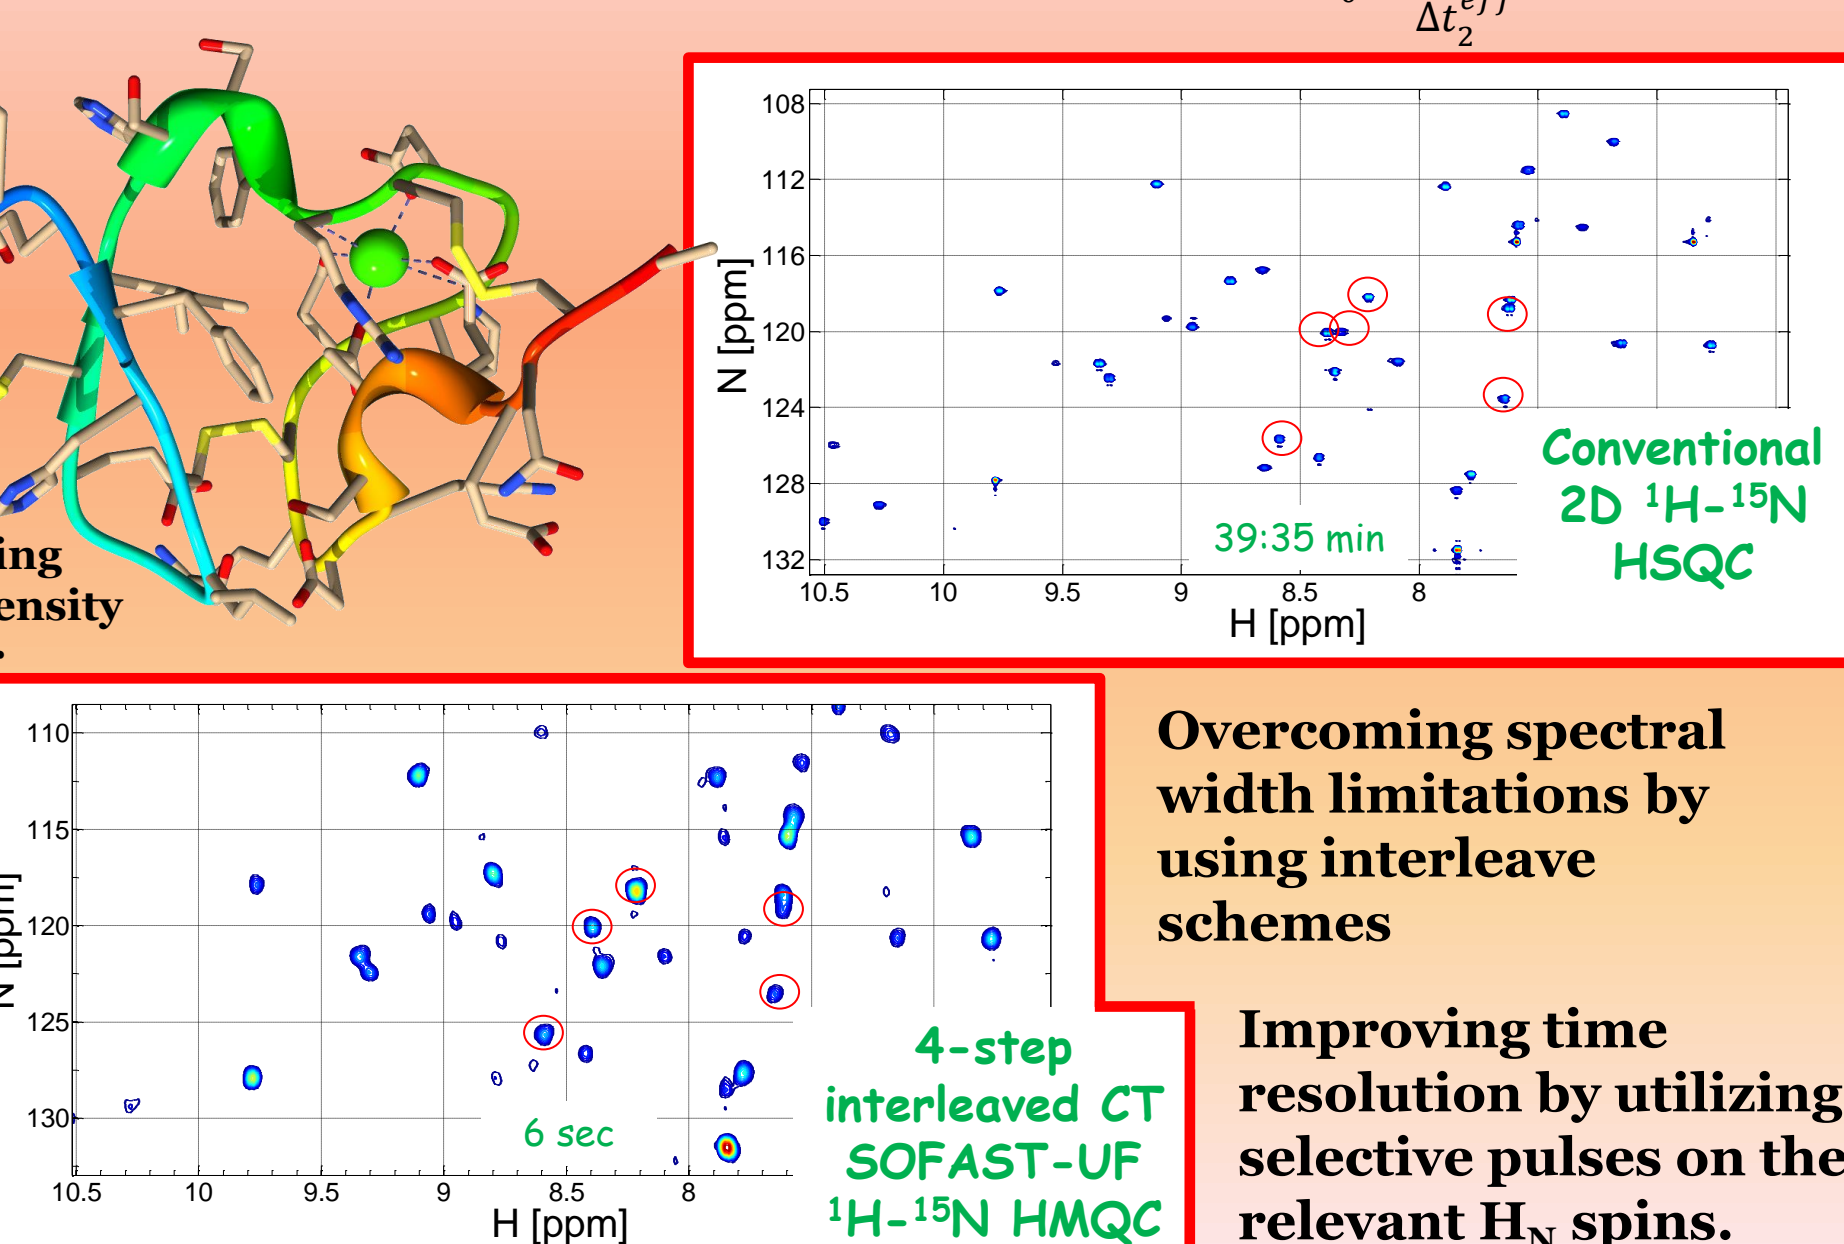 Δt₂^eff
108
112
116
120
124
128
132
N [ppm]
10.5 10 9.5 9 8.5 8
H [ppm]
39:35 min
Conventional
2D ¹H-¹⁵N
HSQC
ing
ensity
.
110
115
120
125
130
N [ppm]
10.5 10 9.5 9 8.5 8
H [ppm]
6 sec
4-step
interleaved CT
SOFAST-UF
¹H-¹⁵N HMQC
Overcoming spectral
width limitations by
using interleave
schemes
Improving time
resolution by utilizing
selective pulses on the
relevant H_N spins.